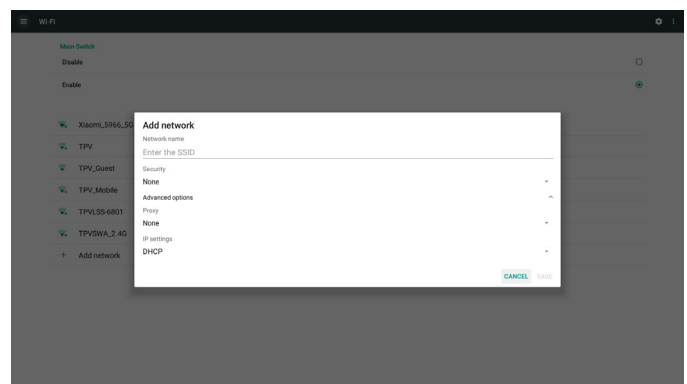 Wi-Fi
Main Switch
Disable
Enable
Xiaomi_5966_5G
TPV
TPV_Guest
TPV_Mobile
TPVLSS-6801
TPVSWA_2.4G
Add network
Add network
Network name
Enter the SSID
Security
None
Advanced options
Proxy
None
IP settings
DHCP
CANCEL SAVE